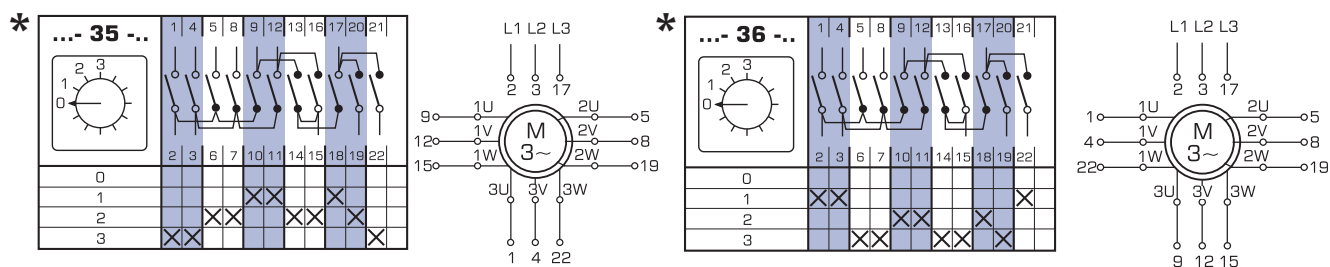 *
...- 35 -..
1 4 5 8 9 12 13 16 17 20 21
0 1 2 3
2 3 6 7 10 11 14 15 18 19 22
0
1 X X X
2 X X X X X
3 X X X
L1 L2 L3
2 3 17
9 1U 2U 5
12 1V M 2V 8
15 1W 3~ 2W 19
3U 3V 3W
1 4 22
*
...- 36 -..
1 4 5 8 9 12 13 16 17 20 21
0 1 2 3
2 3 6 7 10 11 14 15 18 19 22
0
1 X X X
2 X X X
3 X X X X X
L1 L2 L3
2 3 17
1 1U 2U 5
4 1V M 2V 8
22 1W 3~ 2W 19
3U 3V 3W
9 12 15